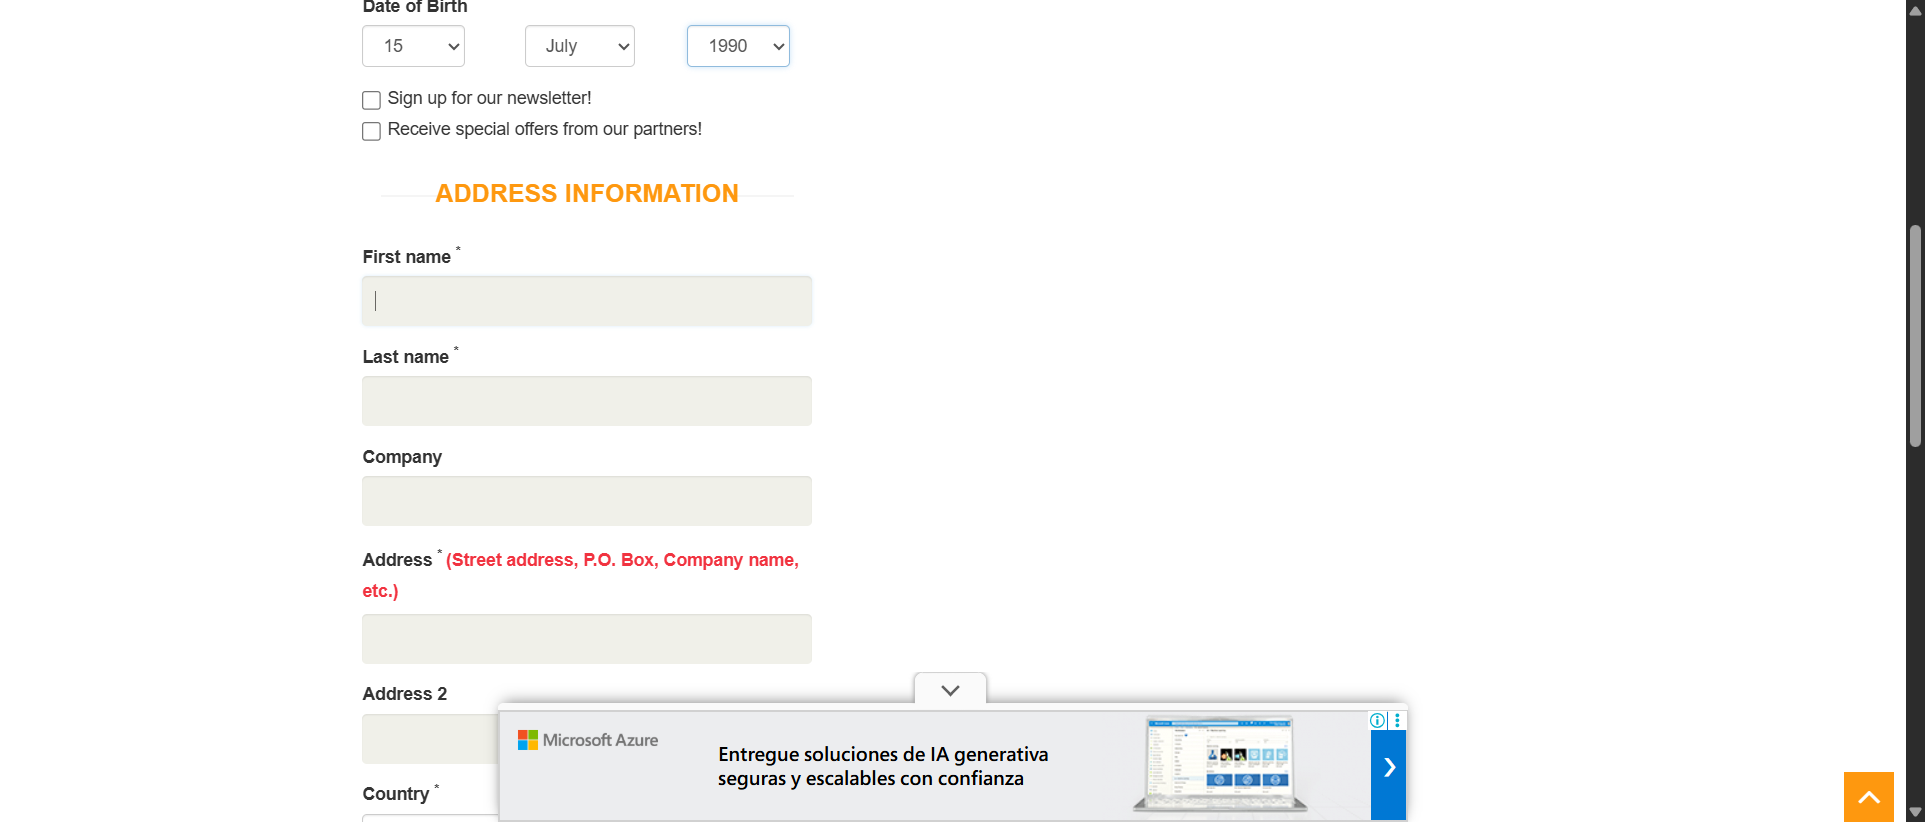 Date of Birth
15 July 1990
Sign up for our newsletter!
Receive special offers from our partners!
ADDRESS INFORMATION
First name *
Last name *
Company
Address * (Street address, P.O. Box, Company name,
etc.)
Address 2
Country *
Microsoft Azure
Entregue soluciones de IA generativa
seguras y escalables con confianza